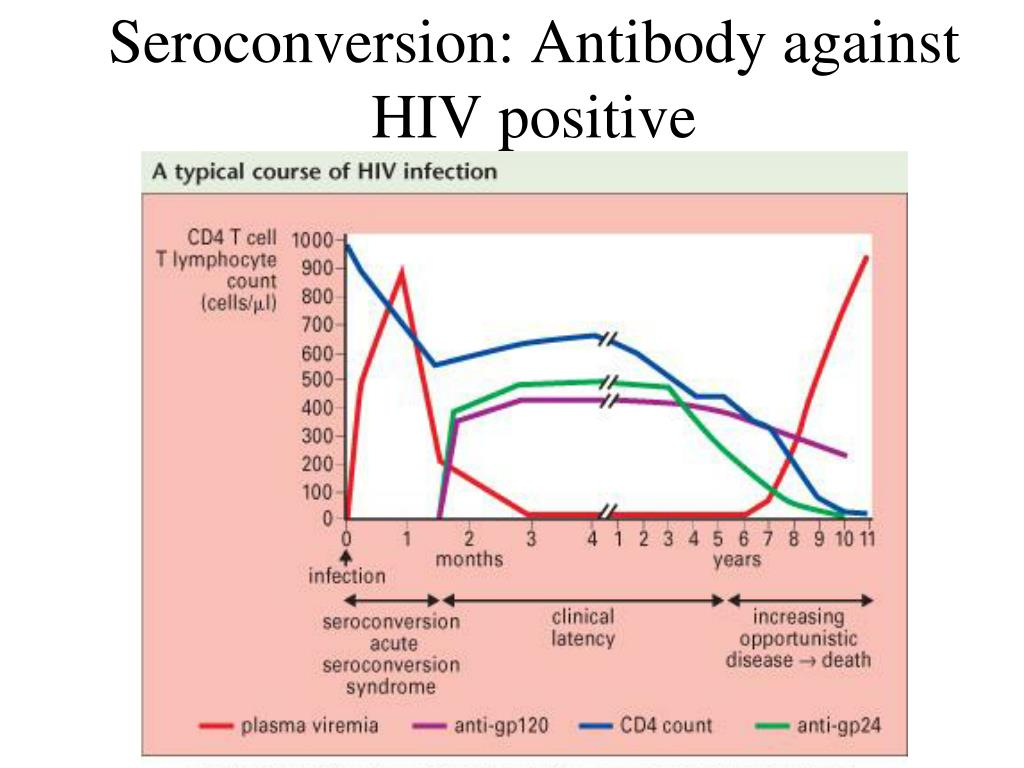 Seroconversion: Antibody against
HIV positive
A typical course of HIV infection
CD4 T cell
T lymphocyte
count
(cells/μl)
1000
900
800
700
600
500
400
300
200
100
0
0 1 2 3 4 1 2 3 4 5 6 7 8 9 10 11
months years
infection
seroconversion
acute
seroconversion
syndrome
clinical
latency
increasing
opportunistic
disease → death
plasma viremia anti-gp120 CD4 count anti-gp24